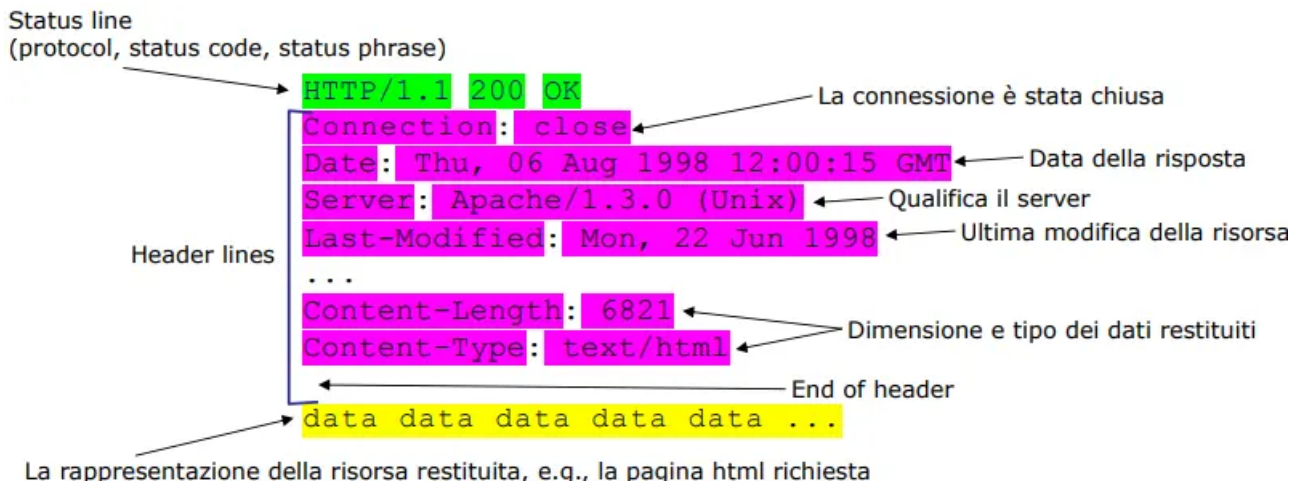 Status line
(protocol, status code, status phrase)
HTTP/1.1 200 OK
La connessione è stata chiusa
Connection: close
Date: Thu, 06 Aug 1998 12:00:15 GMT
Data della risposta
Server: Apache/1.3.0 (Unix)
Qualifica il server
Last-Modified: Mon, 22 Jun 1998
Ultima modifica della risorsa
Header lines
...
Content-Length: 6821
Dimensione e tipo dei dati restituiti
Content-Type: text/html
End of header
data data data data data ...
La rappresentazione della risorsa restituita, e.g., la pagina html richiesta